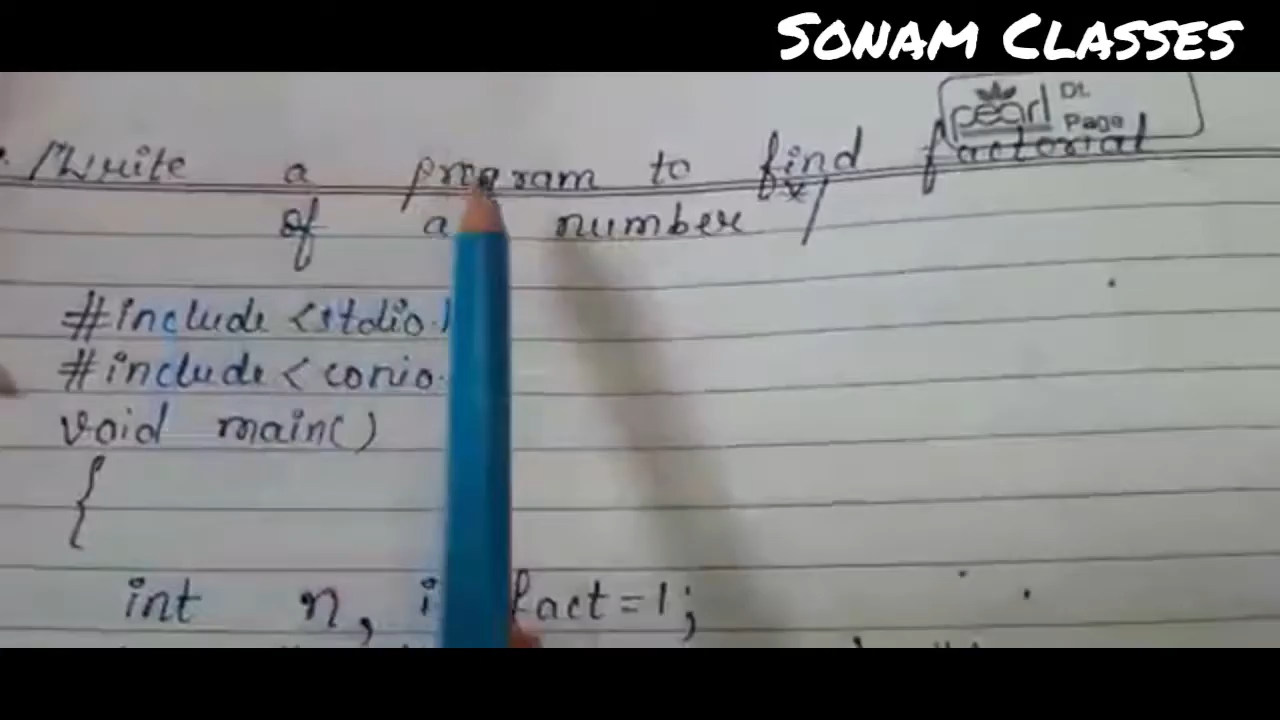 SONAM CLASSES
pearl
Dt.
Page
/Write a program to find factorial
of a number /
#include <stdio.h
#include <conio.
void main()
{
int n, i fact=1;